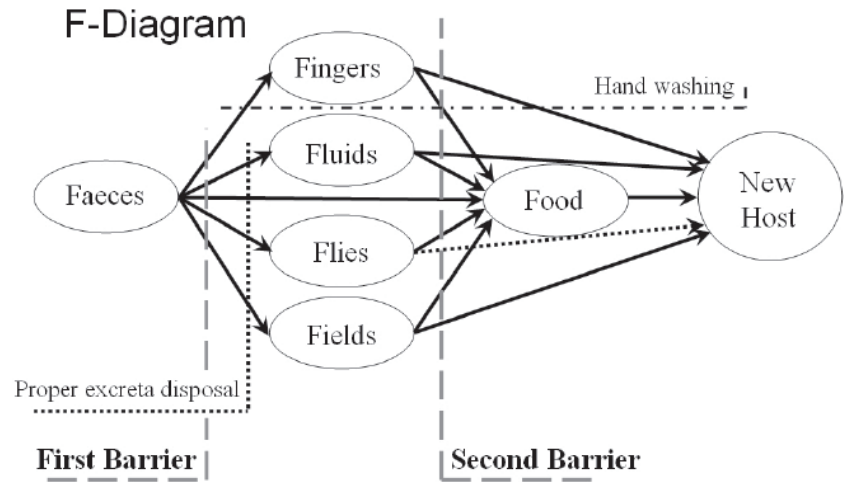 F-Diagram
Fingers
Hand washing
Fluids
Faeces
Food
New
Host
Flies
Fields
Proper excreta disposal
First Barrier
Second Barrier